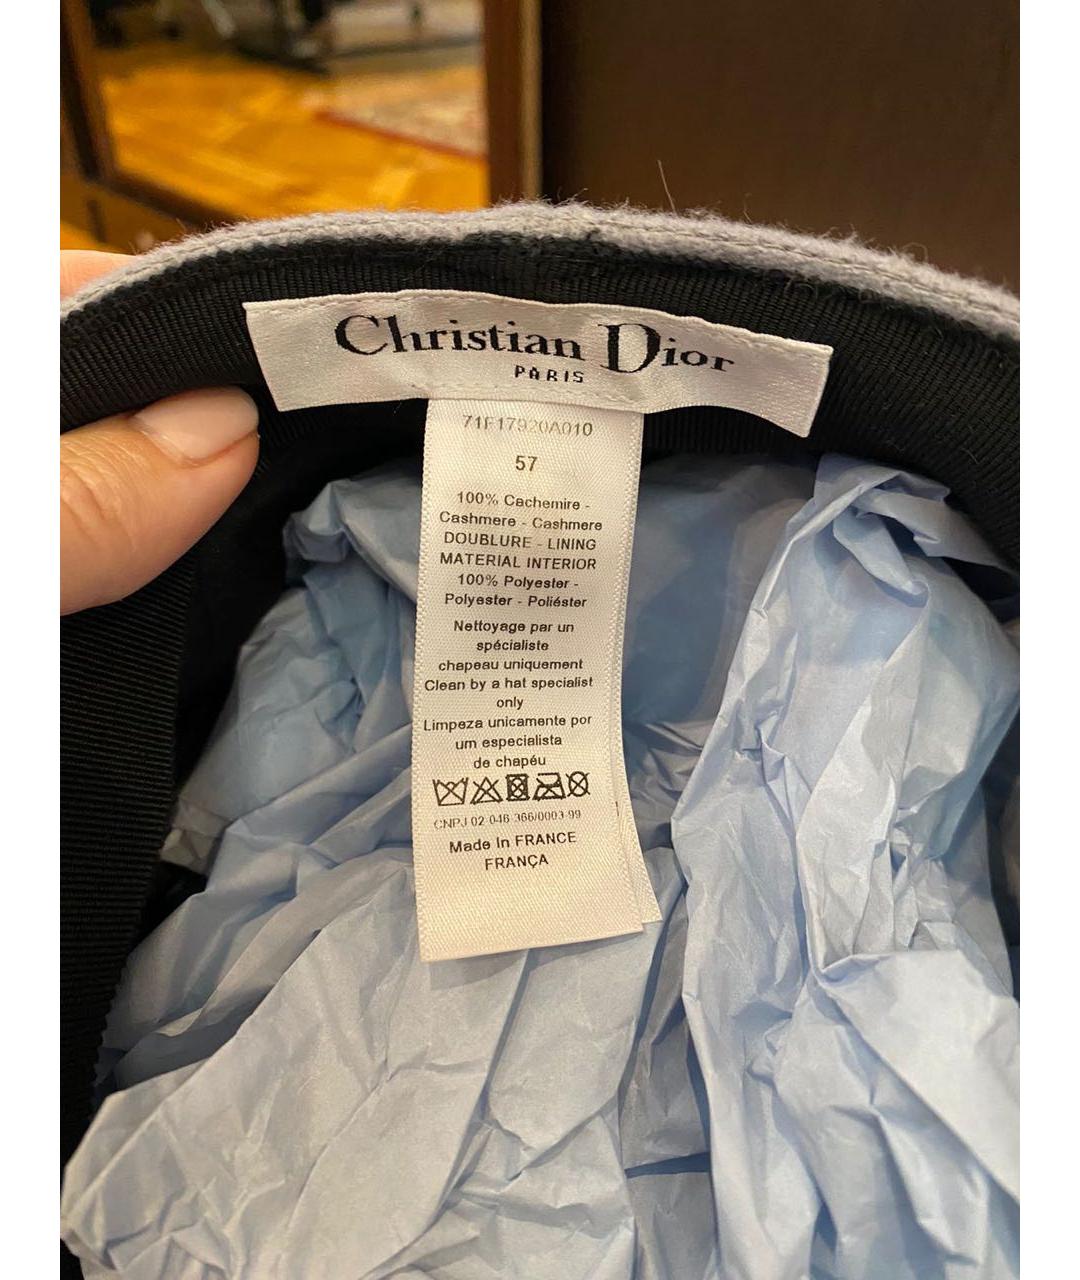 Christian Dior
PARIS
71F17920A010
57
100% Cachemire -
Cashmere - Cashmere
DOUBLURE - LINING
MATERIAL INTERIOR
100% Polyester -
Polyester - Poliéster
Nettoyage par un
spécialiste
chapeau uniquement
Clean by a hat specialist
only
Limpeza unicamente por
um especialista
de chapéu
CNPJ 02 046 366/0003-99
Made in FRANCE
FRANÇA